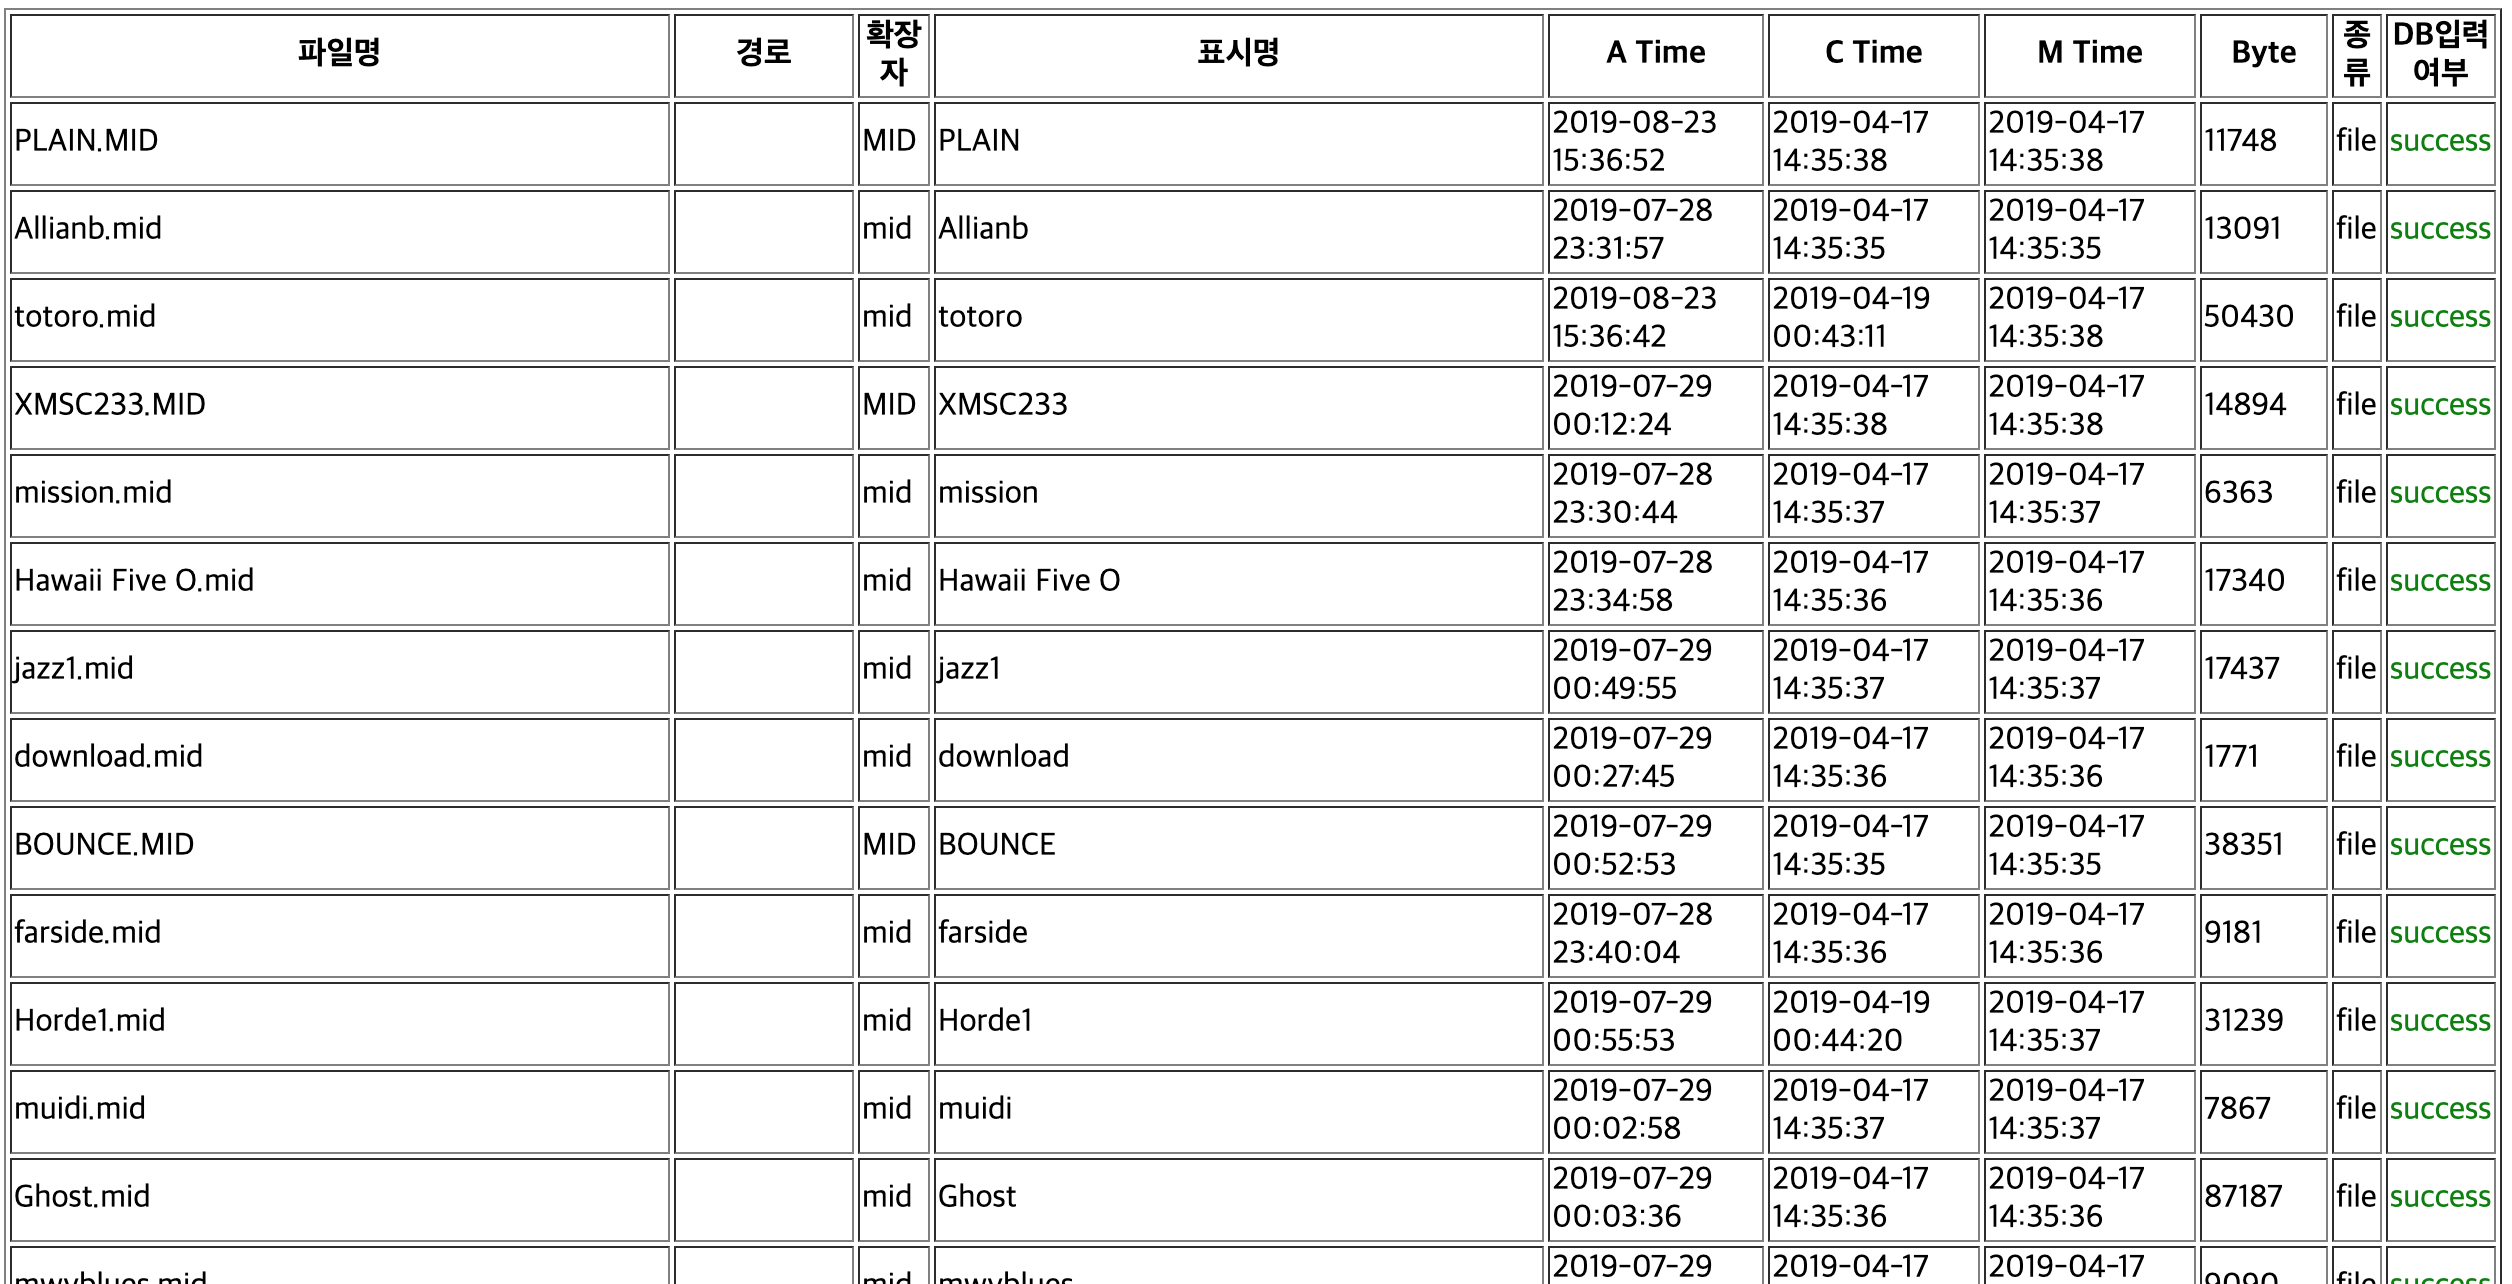 파일명 경로 확장자 표시명 A Time C Time M Time Byte 종류 DB입력여부
PLAIN.MID MID PLAIN 2019-08-23 15:36:52 2019-04-17 14:35:38 2019-04-17 14:35:38 11748 file success
Allianb.mid mid Allianb 2019-07-28 23:31:57 2019-04-17 14:35:35 2019-04-17 14:35:35 13091 file success
totoro.mid mid totoro 2019-08-23 15:36:42 2019-04-19 00:43:11 2019-04-17 14:35:38 50430 file success
XMSC233.MID MID XMSC233 2019-07-29 00:12:24 2019-04-17 14:35:38 2019-04-17 14:35:38 14894 file success
mission.mid mid mission 2019-07-28 23:30:44 2019-04-17 14:35:37 2019-04-17 14:35:37 6363 file success
Hawaii Five O.mid mid Hawaii Five O 2019-07-28 23:34:58 2019-04-17 14:35:36 2019-04-17 14:35:36 17340 file success
jazz1.mid mid jazz1 2019-07-29 00:49:55 2019-04-17 14:35:37 2019-04-17 14:35:37 17437 file success
download.mid mid download 2019-07-29 00:27:45 2019-04-17 14:35:36 2019-04-17 14:35:36 1771 file success
BOUNCE.MID MID BOUNCE 2019-07-29 00:52:53 2019-04-17 14:35:35 2019-04-17 14:35:35 38351 file success
farside.mid mid farside 2019-07-28 23:40:04 2019-04-17 14:35:36 2019-04-17 14:35:36 9181 file success
Horde1.mid mid Horde1 2019-07-29 00:55:53 2019-04-19 00:44:20 2019-04-17 14:35:37 31239 file success
muidi.mid mid muidi 2019-07-29 00:02:58 2019-04-17 14:35:37 2019-04-17 14:35:37 7867 file success
Ghost.mid mid Ghost 2019-07-29 00:03:36 2019-04-17 14:35:36 2019-04-17 14:35:36 87187 file success
mid 2019-07-29 2019-04-17 2019-04-17 file success